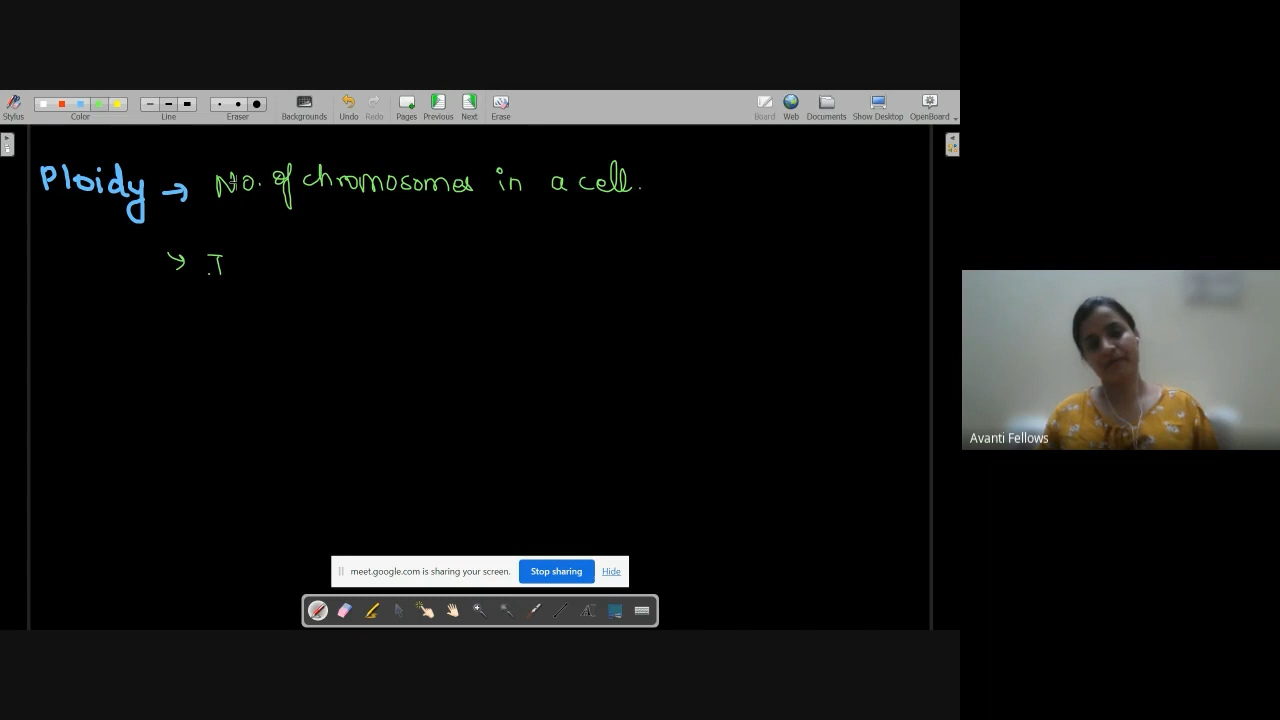 Stylus Color Line Eraser Backgrounds Undo Redo Pages Previous Next Erase Board Web Documents Show Desktop OpenBoard
Ploidy → No. of chromosomes in a cell.
→ I
Avanti Fellows
meet.google.com is sharing your screen. Stop sharing Hide